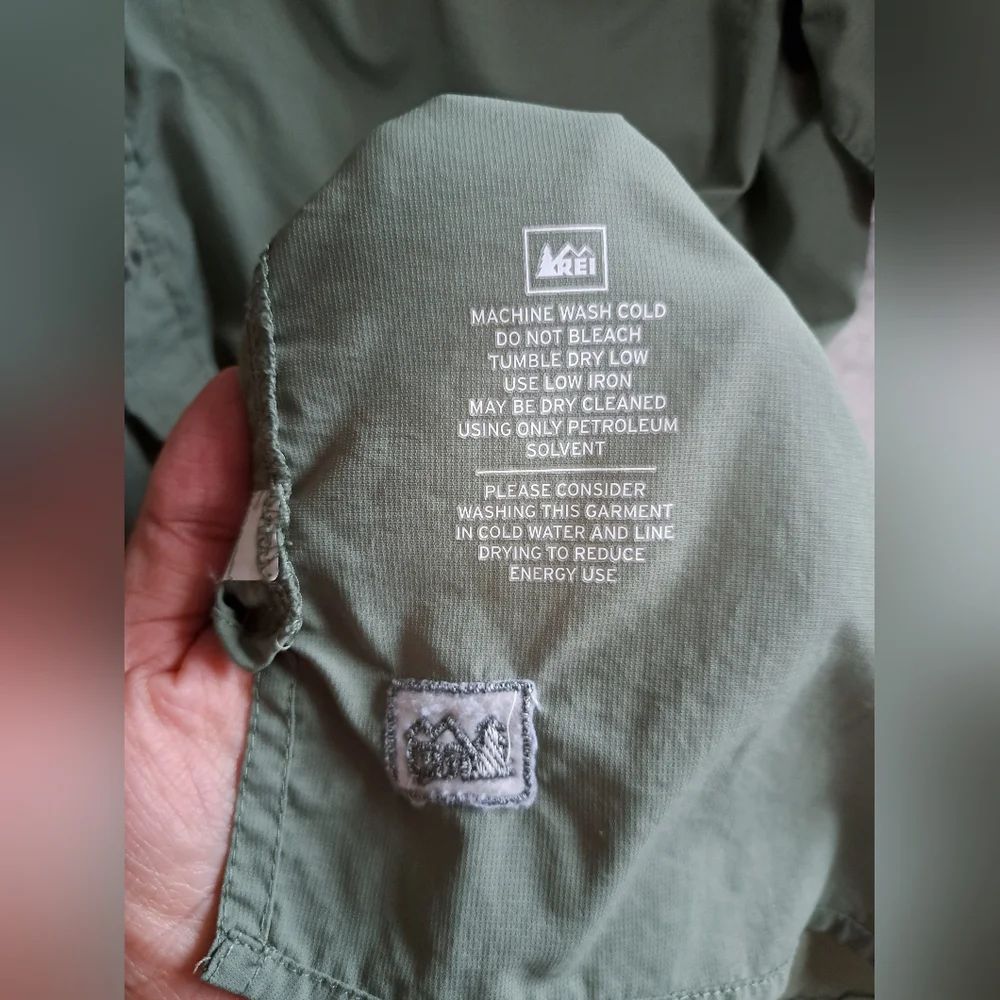 REI
MACHINE WASH COLD
DO NOT BLEACH
TUMBLE DRY LOW
USE LOW IRON
MAY BE DRY CLEANED
USING ONLY PETROLEUM
SOLVENT
PLEASE CONSIDER
WASHING THIS GARMENT
IN COLD WATER AND LINE
DRYING TO REDUCE
ENERGY USE